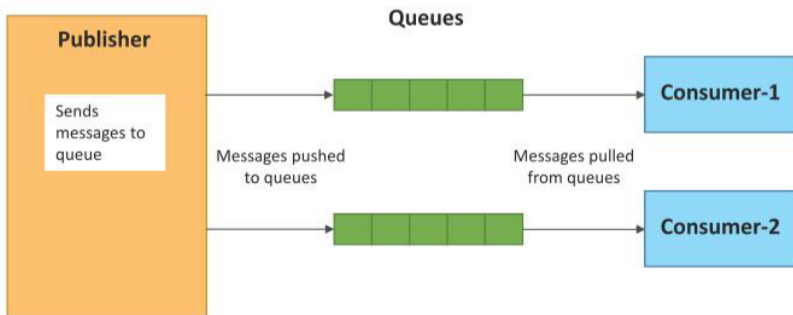 Queues
Publisher
Sends
messages to
queue
Messages pushed
to queues
Messages pulled
from queues
Consumer-1
Consumer-2